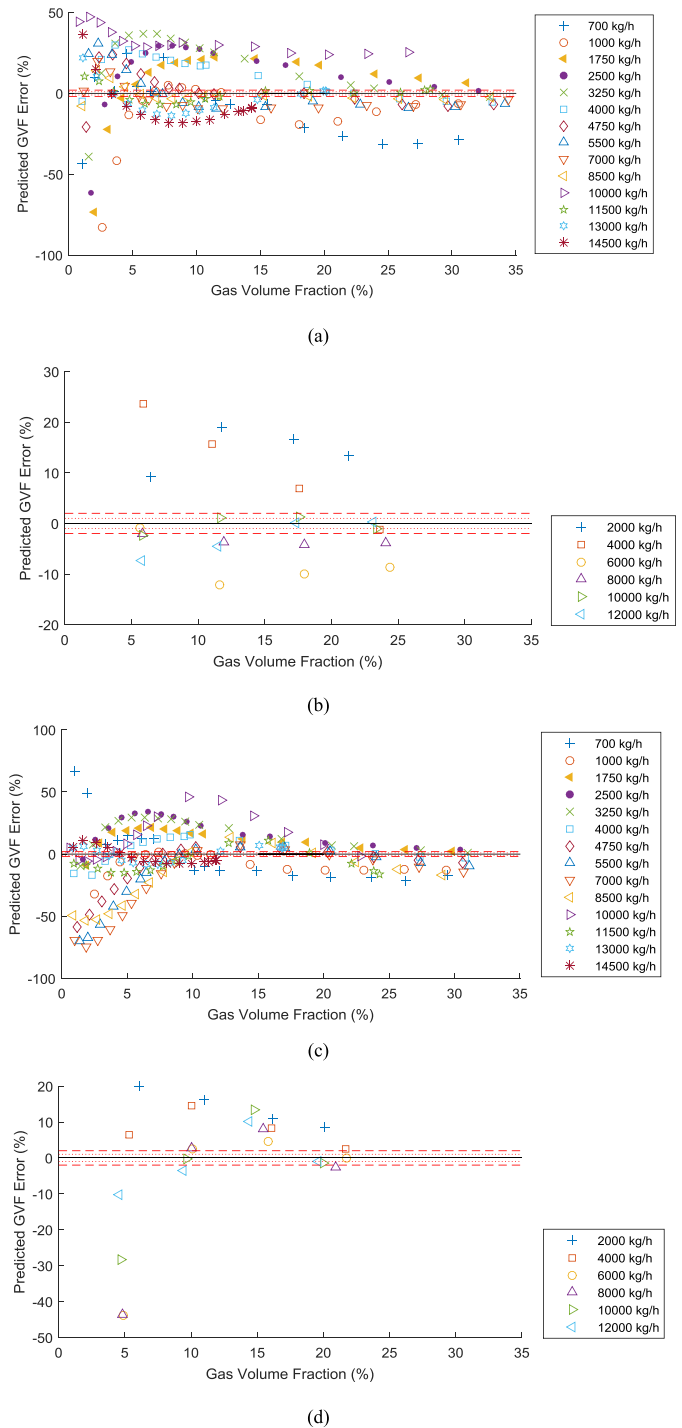 50
0
-50
-100
0
5
10
15
20
25
30
35
Predicted GVF Error (%)
Gas Volume Fraction (%)
700 kg/h
1000 kg/h
1750 kg/h
2500 kg/h
3250 kg/h
4000 kg/h
4750 kg/h
5500 kg/h
7000 kg/h
8500 kg/h
10000 kg/h
11500 kg/h
13000 kg/h
14500 kg/h
(a)
30
20
10
0
-10
-20
0
5
10
15
20
25
30
35
Predicted GVF Error (%)
Gas Volume Fraction (%)
2000 kg/h
4000 kg/h
6000 kg/h
8000 kg/h
10000 kg/h
12000 kg/h
(b)
100
50
0
-50
-100
0
5
10
15
20
25
30
35
Predicted GVF Error (%)
Gas Volume Fraction (%)
700 kg/h
1000 kg/h
1750 kg/h
2500 kg/h
3250 kg/h
4000 kg/h
4750 kg/h
5500 kg/h
7000 kg/h
8500 kg/h
10000 kg/h
11500 kg/h
13000 kg/h
14500 kg/h
(c)
20
10
0
-10
-20
-30
-40
-50
0
5
10
15
20
25
30
35
Predicted GVF Error (%)
Gas Volume Fraction (%)
2000 kg/h
4000 kg/h
6000 kg/h
8000 kg/h
10000 kg/h
12000 kg/h
(d)